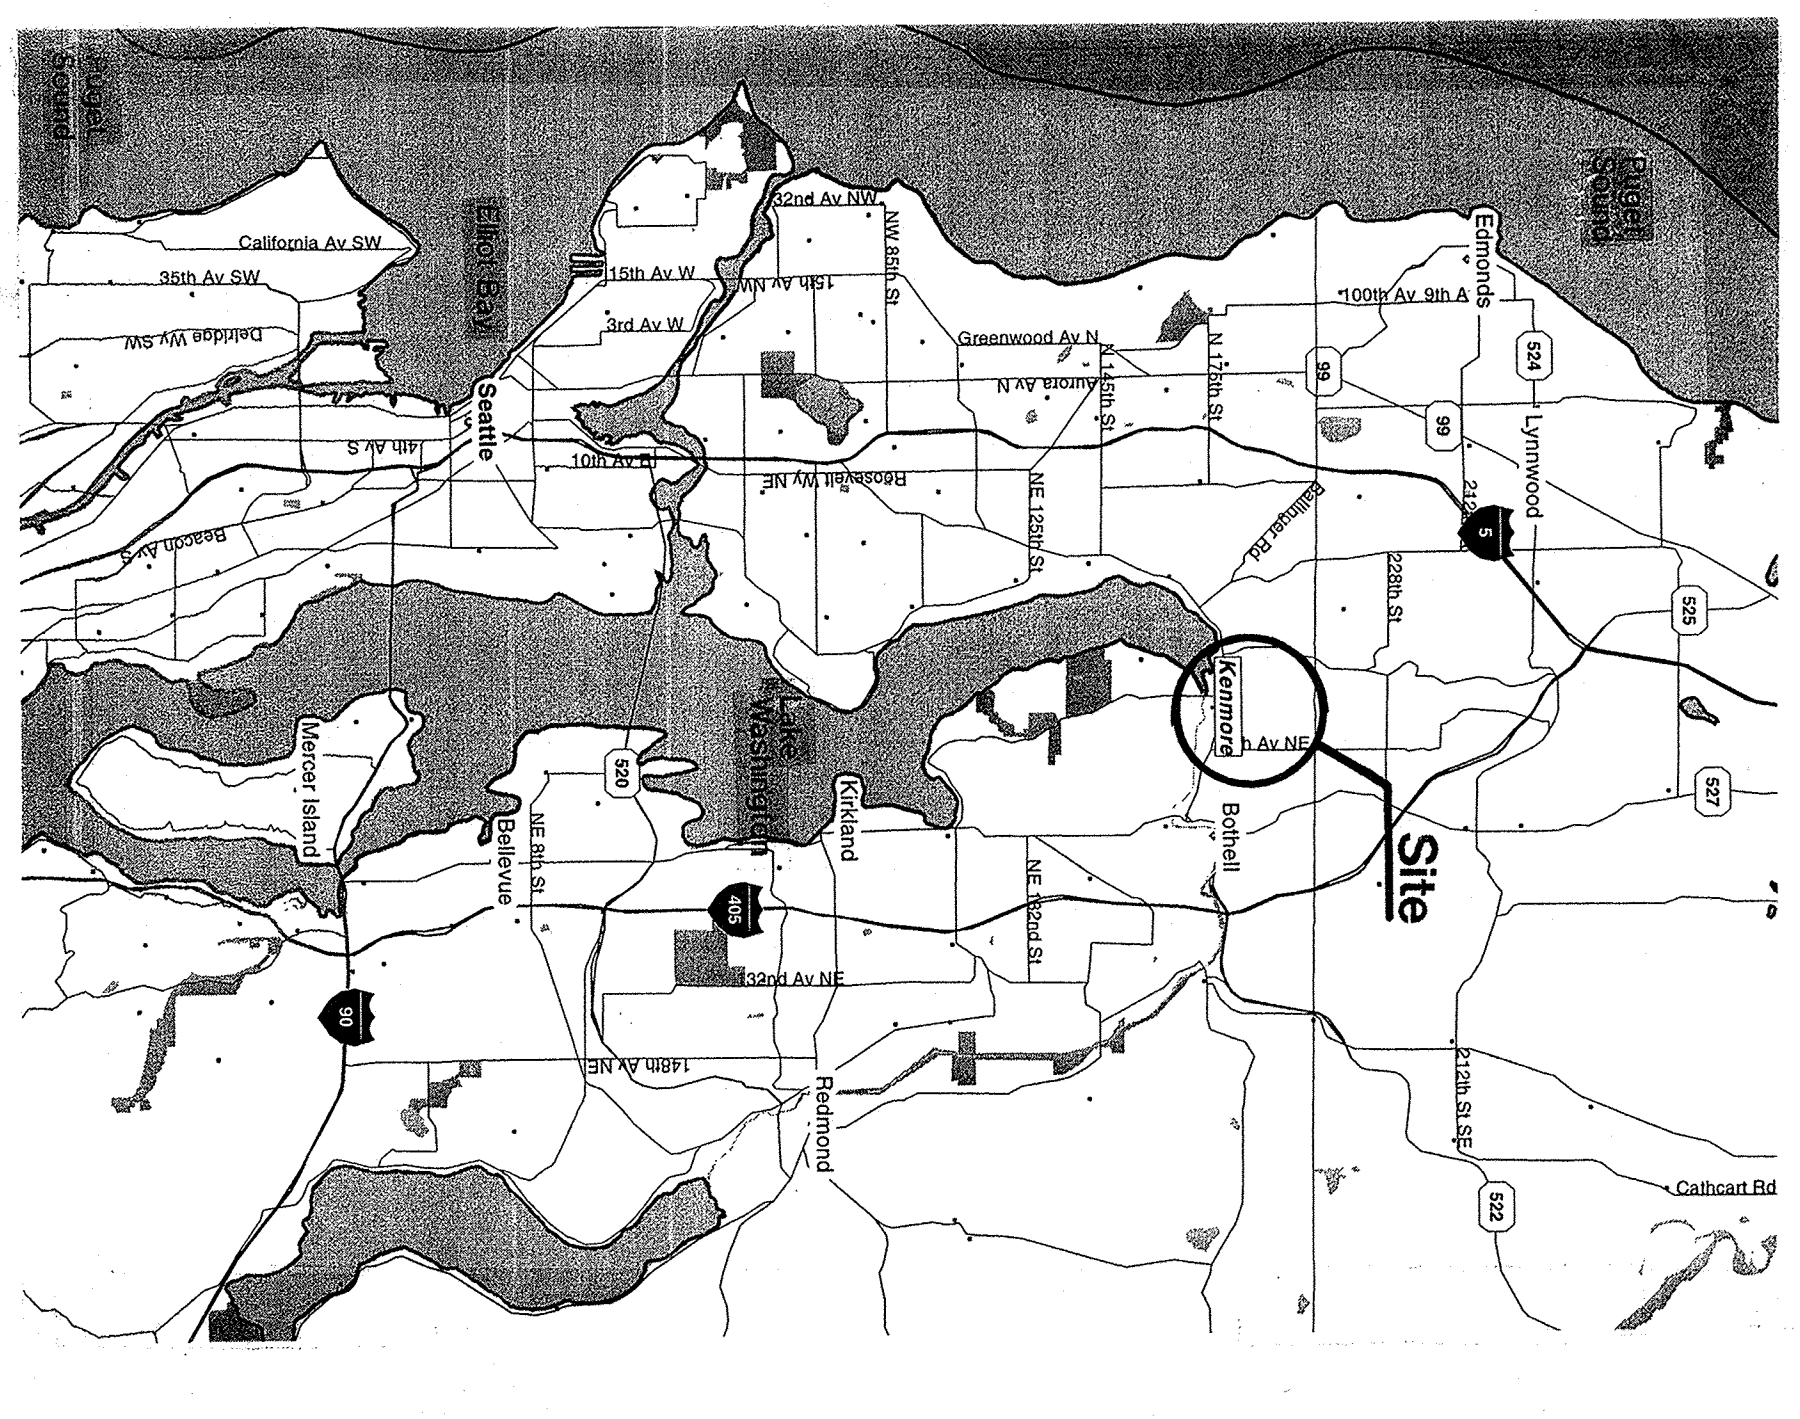 Puget
Sound
Puget
Sound
Elliot Bay
Edmonds
32nd Av NW
NW 85th St
California Av SW
35th Av SW
15th Av W
15th Av NW
100th Av 9th A
Delridge Wy SW
3rd Av W
Greenwood Av N
N 145th St
N 175th St
99
524
Aurora Av N
Seattle
99
Lynnwood
4th Av S
10th Av E
Roosevelt Wy NE
NE 125th St
Ballinger Rd
212
5
Beacon Av S
228th St
525
Kenmore
Lake
Washington
Mercer Island
h Av NE
520
Kirkland
527
Bellevue
NE 8th St
Bothell
Site
405
NE 132nd St
132nd Av NE
90
148th Av NE
Redmond
212th St SE
Cathcart Rd
522